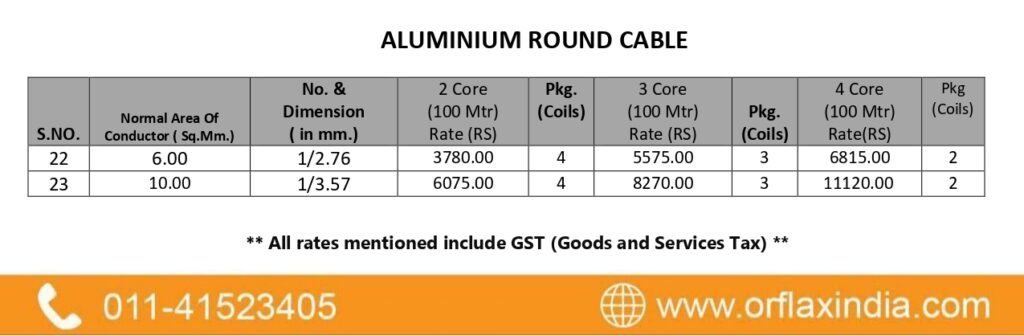 ALUMINIUM ROUND CABLE
S.NO. Normal Area Of Conductor ( Sq.Mm.) No. & Dimension ( in mm.) 2 Core (100 Mtr) Rate (RS) Pkg. (Coils) 3 Core (100 Mtr) Rate (RS) Pkg. (Coils) 4 Core (100 Mtr) Rate(RS) Pkg (Coils)
22 6.00 1/2.76 3780.00 4 5575.00 3 6815.00 2
23 10.00 1/3.57 6075.00 4 8270.00 3 11120.00 2
** All rates mentioned include GST (Goods and Services Tax) **
011-41523405 www.orflaxindia.com